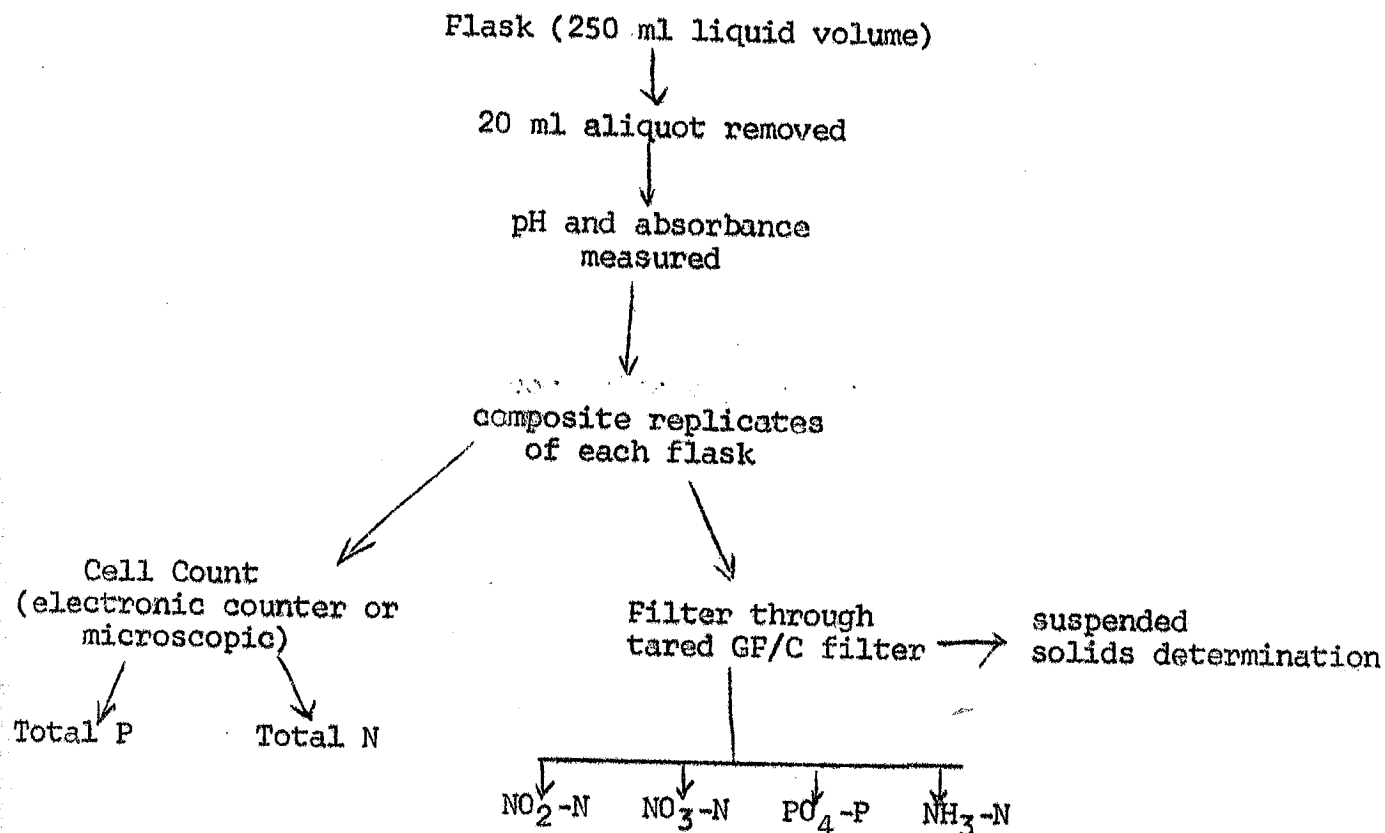 Flask (250 ml liquid volume)
20 ml aliquot removed
pH and absorbance
measured
composite replicates
of each flask
Cell Count
(electronic counter or
microscopic)
Total P
Total N
Filter through
tared GF/C filter
suspended
solids determination
NO2-N
NO3-N
PO4-P
NH3-N